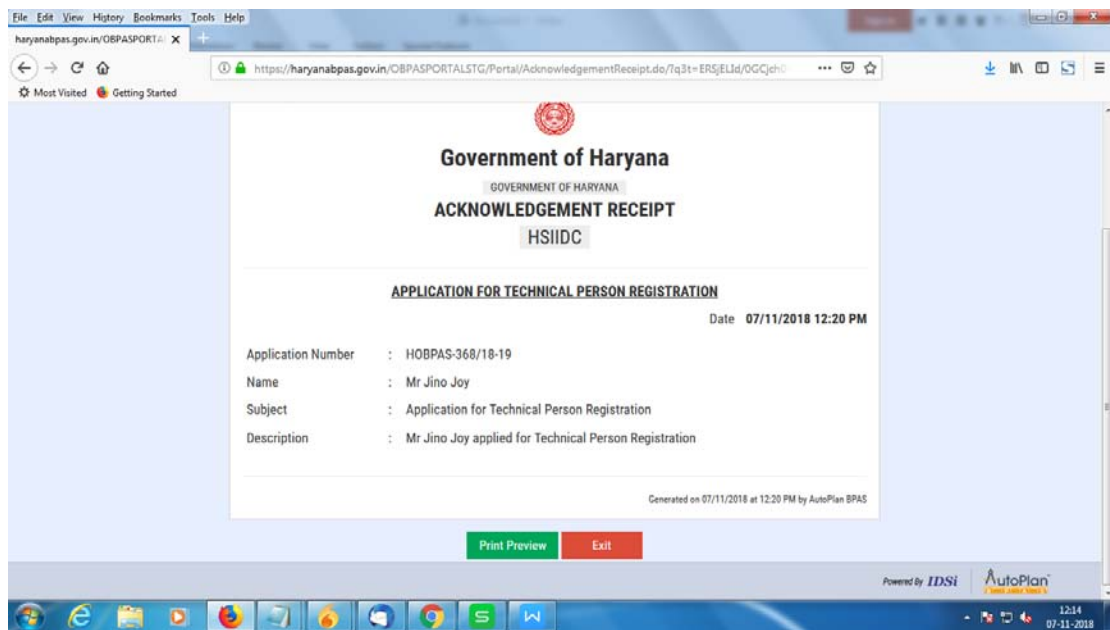 File Edit View History Bookmarks Tools Help
haryanabpas.gov.in/OBPASPORTA
https://haryanabpas.gov.in/OBPASPORTALSTG/Portal/AcknowledgementReceipt.do/?q3t=ERSjELId/0GCjch
Most Visited Getting Started
Government of Haryana
GOVERNMENT OF HARYANA
ACKNOWLEDGEMENT RECEIPT
HSIIDC
APPLICATION FOR TECHNICAL PERSON REGISTRATION
Date 07/11/2018 12:20 PM
Application Number : HOBPAS-368/18-19
Name : Mr Jino Joy
Subject : Application for Technical Person Registration
Description : Mr Jino Joy applied for Technical Person Registration
Generated on 07/11/2018 at 12:20 PM by AutoPlan BPAS
Print Preview Exit
Powered By IDSi AutoPlan
12:14
07-11-2018